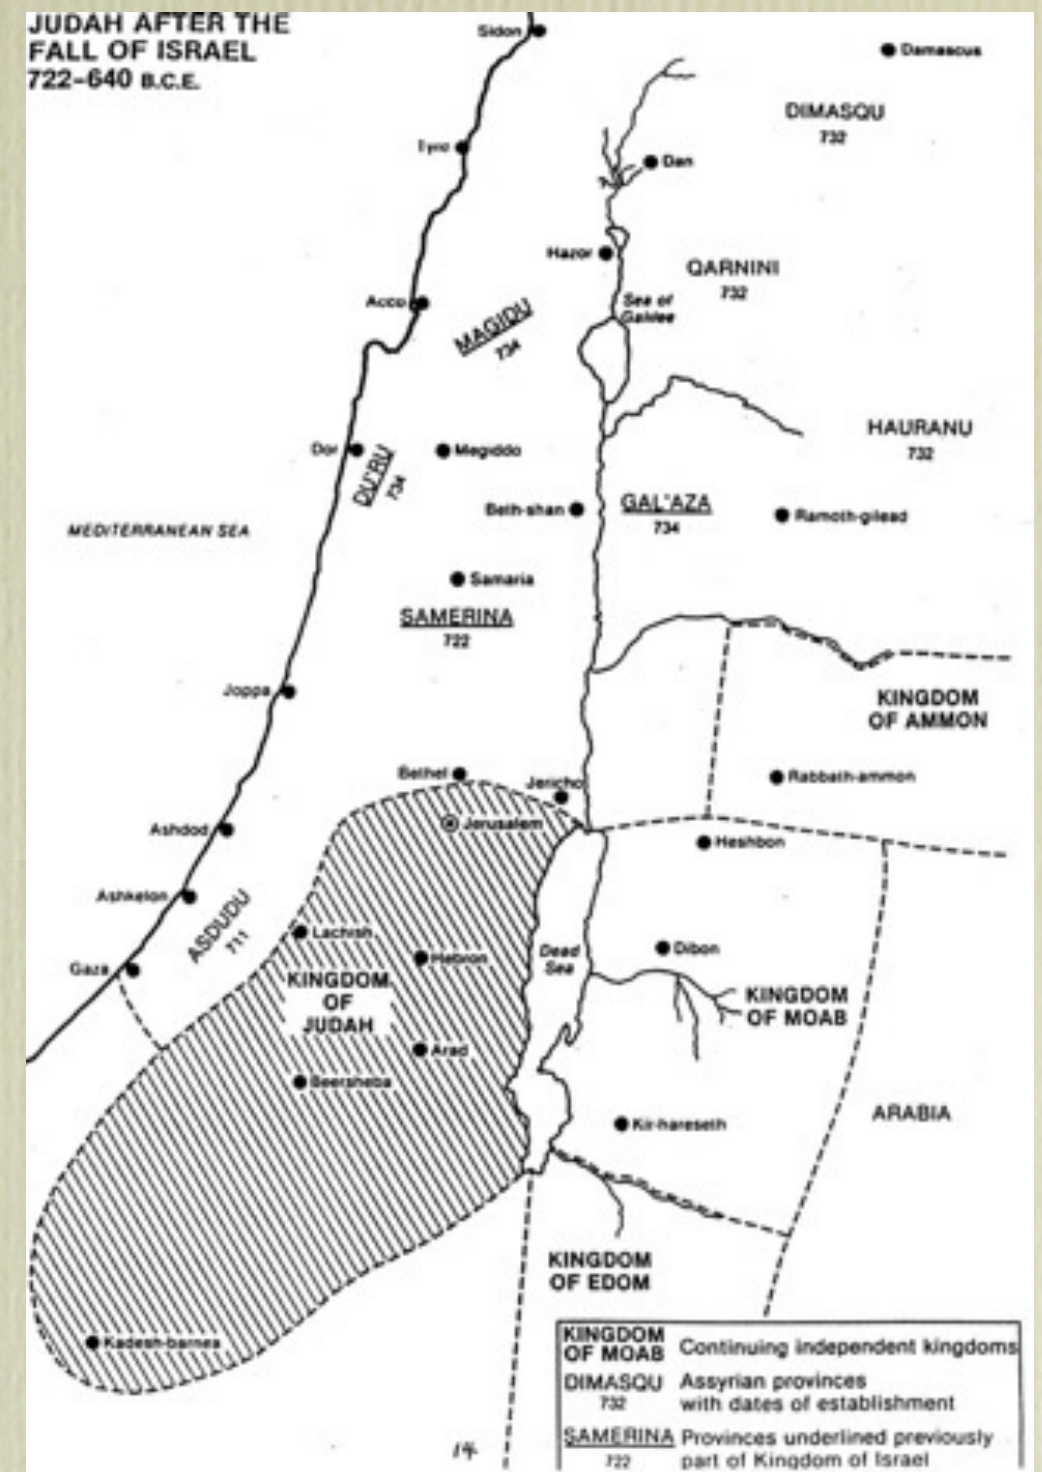 JUDAH AFTER THE
FALL OF ISRAEL
722–640 B.C.E.
Sidon
Damascus
DIMASQU
732
Tyre
Dan
Hazor
QARNINI
732
Sea of
Galilee
Acco
MAGIDU
734
HAURANU
732
Dor
DU'RU
734
Megiddo
Beth-shan
GAL'AZA
734
Ramoth-gilead
MEDITERRANEAN SEA
Samaria
SAMERINA
722
Joppa
KINGDOM
OF AMMON
Bethel
Jericho
Rabbath-ammon
Ashdod
Jerusalem
Heshbon
Ashkelon
ASDUDU
711
Lachish
Hebron
Dead
Sea
Dibon
Gaza
KINGDOM
OF
JUDAH
KINGDOM
OF MOAB
Arad
Beersheba
Kir-hareseth
ARABIA
KINGDOM
OF EDOM
Kadesh-barnea
KINGDOM
OF MOAB
Continuing independent kingdoms
DIMASQU
732
Assyrian provinces
with dates of establishment
SAMERINA
722
Provinces underlined previously
part of Kingdom of Israel